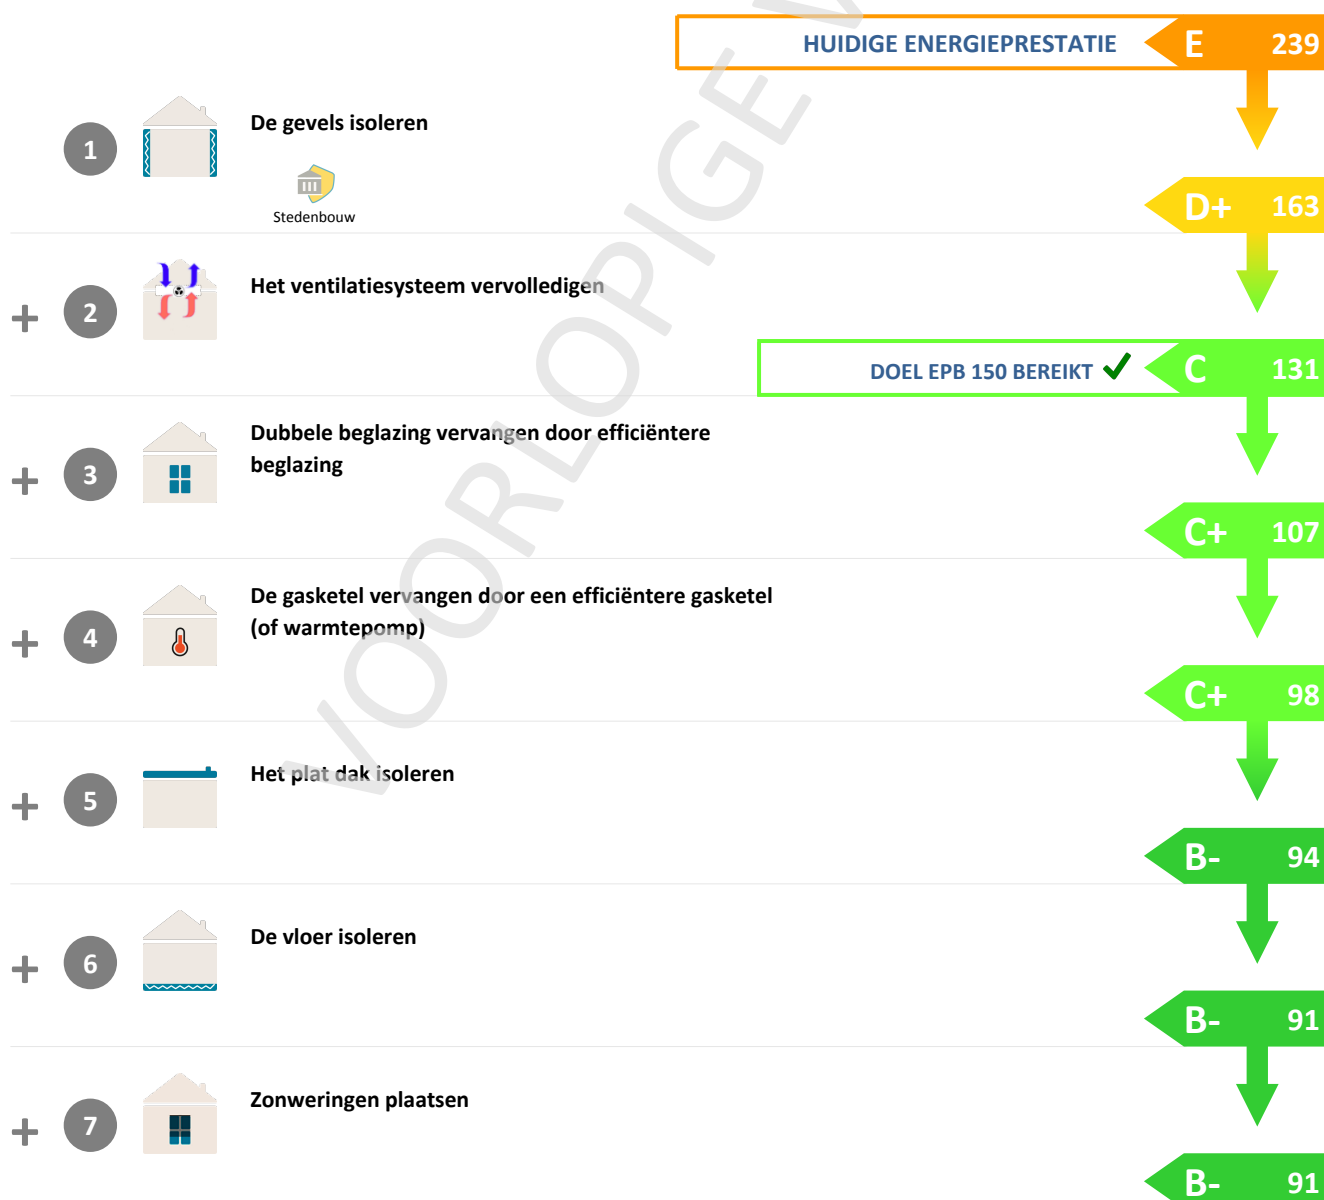 HUIDIGE ENERGIEPRESTATIE E 239
1 De gevels isoleren
Stedenbouw
D+ 163
+ 2 Het ventilatiesysteem vervolledigen
DOEL EPB 150 BEREIKT ✓ C 131
+ 3 Dubbele beglazing vervangen door efficiëntere
beglazing
C+ 107
+ 4 De gasketel vervangen door een efficiëntere gasketel
(of warmtepomp)
C+ 98
+ 5 Het plat dak isoleren
B- 94
+ 6 De vloer isoleren
B- 91
+ 7 Zonweringen plaatsen
B- 91
VOORLOPIGE